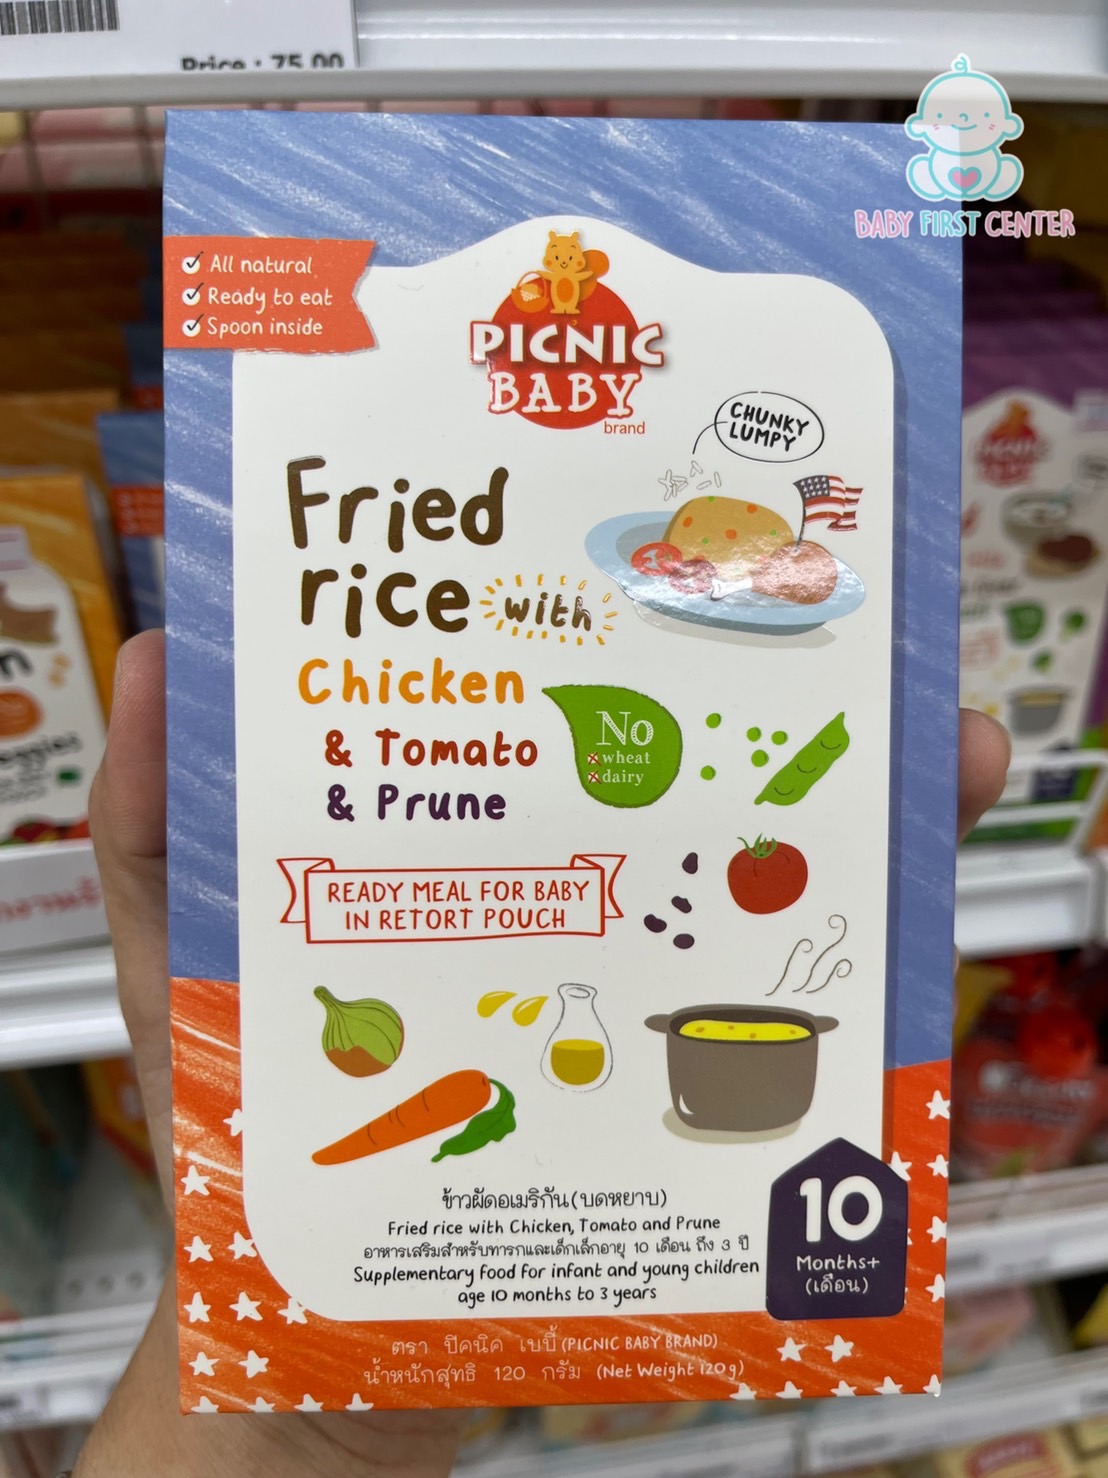 Price : 75.00
BABY FIRST CENTER
All natural
Ready to eat
Spoon inside
PICNIC
BABY
brand
CHUNKY
LUMPY
Fried
rice with
Chicken
& Tomato
& Prune
No
wheat
dairy
READY MEAL FOR BABY
IN RETORT POUCH
ข้าวผัดอเมริกัน(บดหยาบ)
Fried rice with Chicken, Tomato and Prune
อาหารเสริมสำหรับทารกและเด็กเล็กอายุ 10 เดือน ถึง 3 ปี
Supplementary food for infant and young children
age 10 months to 3 years
10
Months+
(เดือน)
ตรา ปิคนิค เบบี้ (PICNIC BABY BRAND)
น้ำหนักสุทธิ 120 กรัม (Net Weight 120 g)